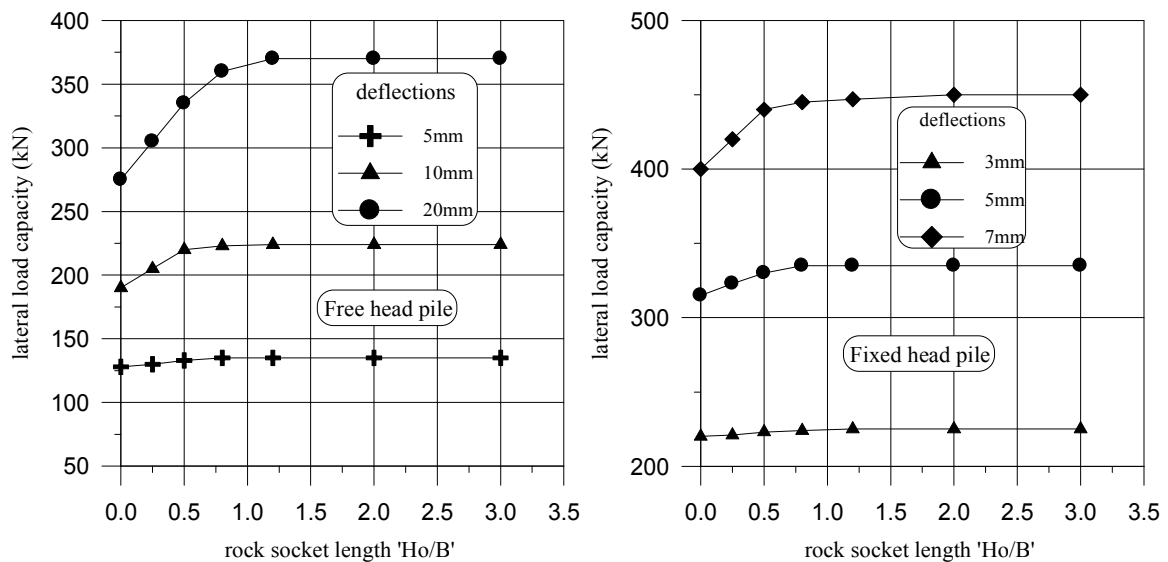 400
350
300
250
200
150
100
50
lateral load capacity (kN)
deflections
5mm
10mm
20mm
Free head pile
0.0 0.5 1.0 1.5 2.0 2.5 3.0 3.5
rock socket length 'Ho/B'
500
400
300
200
lateral load capacity (kN)
deflections
3mm
5mm
7mm
Fixed head pile
0.0 0.5 1.0 1.5 2.0 2.5 3.0 3.5
rock socket length 'Ho/B'